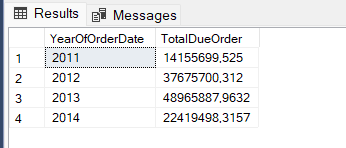 Results Messages
YearOfOrderDate TotalDueOrder
1 2011 14155699,525
2 2012 37675700,312
3 2013 48965887,9632
4 2014 22419498,3157